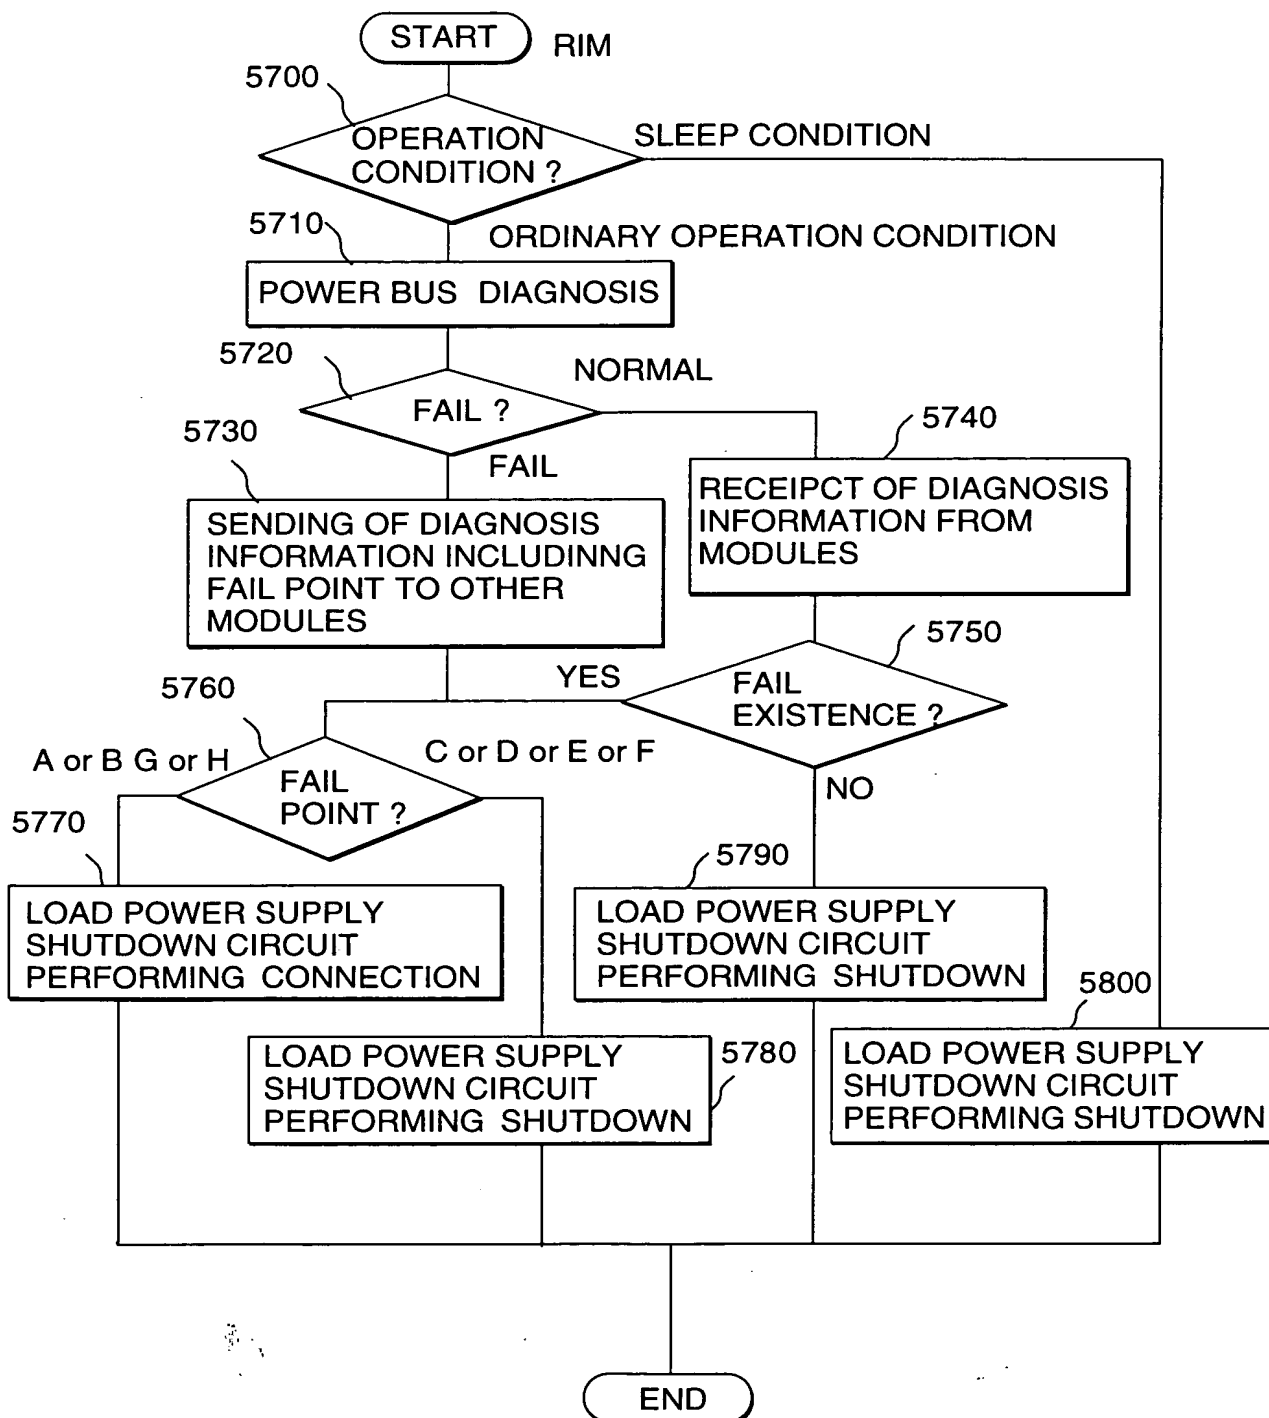 START
RIM
5700
OPERATION
CONDITION ?
SLEEP CONDITION
5710
ORDINARY OPERATION CONDITION
POWER BUS DIAGNOSIS
5720
NORMAL
FAIL ?
5730
5740
FAIL
SENDING OF DIAGNOSIS
INFORMATION INCLUDINNG
FAIL POINT TO OTHER
MODULES
RECEIPCT OF DIAGNOSIS
INFORMATION FROM
MODULES
5750
YES
FAIL
EXISTENCE ?
5760
A or B G or H
C or D or E or F
FAIL
POINT ?
NO
5770
5790
LOAD POWER SUPPLY
SHUTDOWN CIRCUIT
PERFORMING CONNECTION
LOAD POWER SUPPLY
SHUTDOWN CIRCUIT
PERFORMING SHUTDOWN
5800
LOAD POWER SUPPLY
SHUTDOWN CIRCUIT
PERFORMING SHUTDOWN
5780
LOAD POWER SUPPLY
SHUTDOWN CIRCUIT
PERFORMING SHUTDOWN
END